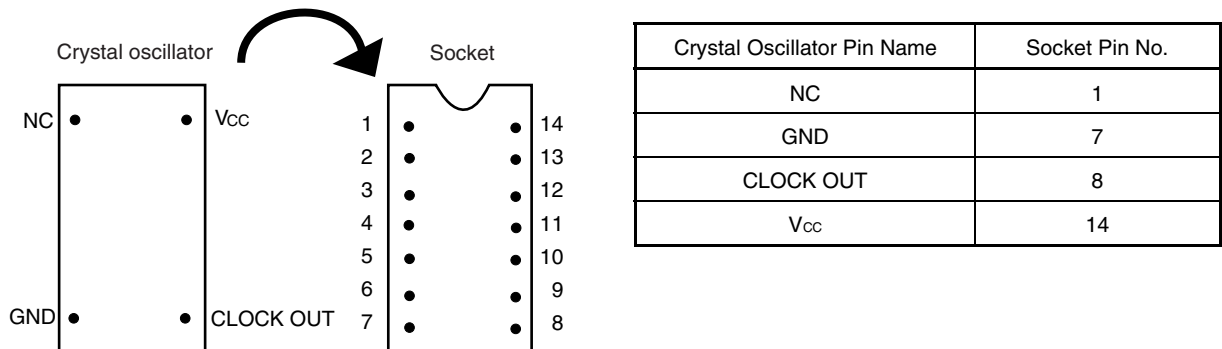 Crystal oscillator
NC
Vcc
GND
CLOCK OUT
Socket
1 14
2 13
3 12
4 11
5 10
6 9
7 8
Crystal Oscillator Pin Name Socket Pin No.
NC 1
GND 7
CLOCK OUT 8
Vcc 14